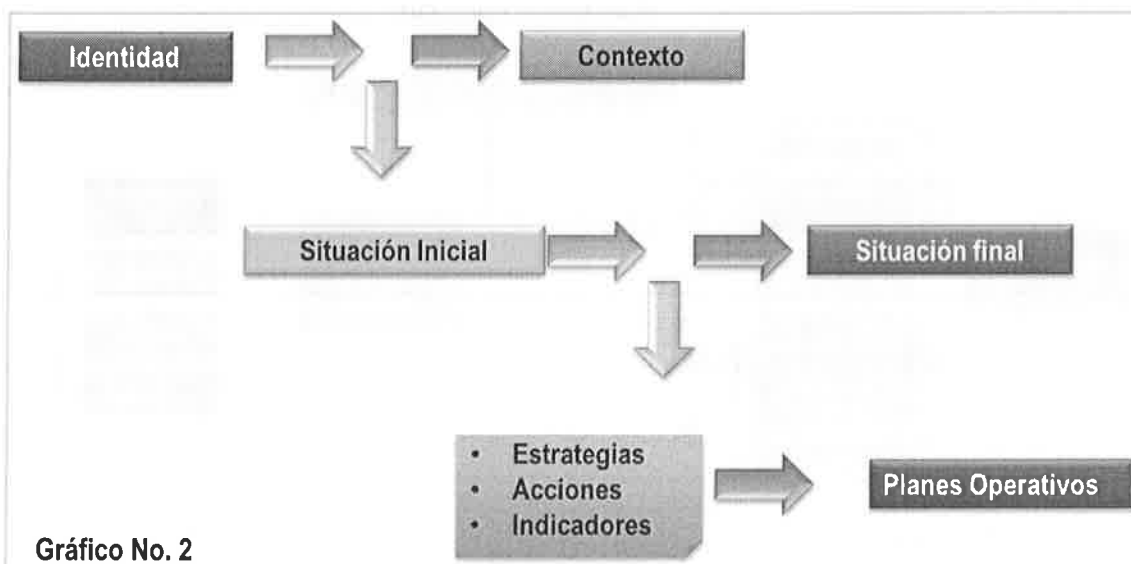 Identidad
Contexto
Situación Inicial
Situación final
• Estrategias
• Acciones
• Indicadores
Planes Operativos
Gráfico No. 2